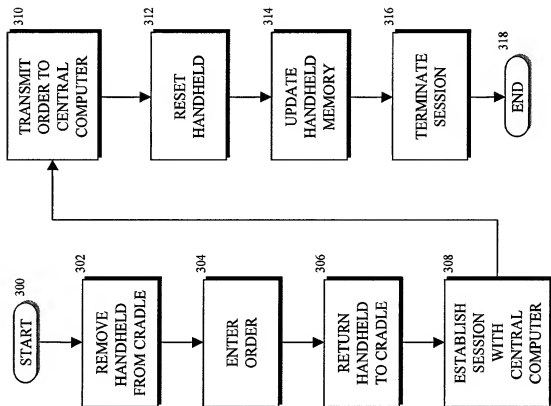 300
START
302
REMOVE
HANDHELD
FROM CRADLE
304
ENTER
ORDER
306
RETURN
HANDHELD
TO CRADLE
308
ESTABLISH
SESSION
WITH
CENTRAL
COMPUTER
310
TRANSMIT
ORDER TO
CENTRAL
COMPUTER
312
RESET
HANDHELD
314
UPDATE
HANDHELD
MEMORY
316
TERMINATE
SESSION
318
END